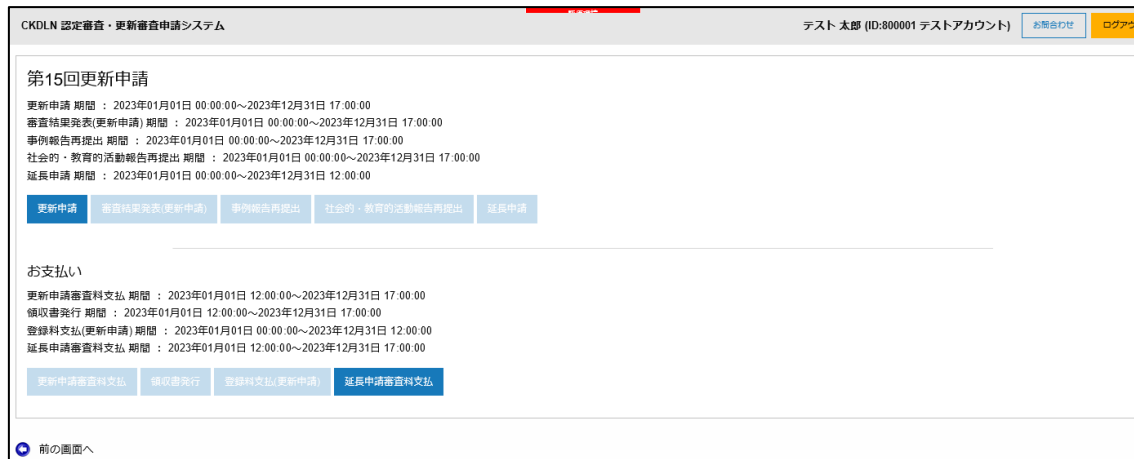 CKDLN 認定審査・更新審査申請システム
テスト 太郎 (ID:800001 テストアカウント)
お問合わせ
ログアウ
第15回更新申請
更新申請 期間 ： 2023年01月01日 00:00:00～2023年12月31日 17:00:00
審査結果発表(更新申請) 期間 ： 2023年01月01日 00:00:00～2023年12月31日 17:00:00
事例報告再提出 期間 ： 2023年01月01日 00:00:00～2023年12月31日 17:00:00
社会的・教育的活動報告再提出 期間 ： 2023年01月01日 00:00:00～2023年12月31日 17:00:00
延長申請 期間 ： 2023年01月01日 00:00:00～2023年12月31日 12:00:00
更新申請 審査結果発表(更新申請) 事例報告再提出 社会的・教育的活動報告再提出 延長申請
お支払い
更新申請審査料支払 期間 ： 2023年01月01日 12:00:00～2023年12月31日 17:00:00
領収書発行 期間 ： 2023年01月01日 12:00:00～2023年12月31日 17:00:00
登録料支払(更新申請) 期間 ： 2023年01月01日 00:00:00～2023年12月31日 12:00:00
延長申請審査料支払 期間 ： 2023年01月01日 12:00:00～2023年12月31日 17:00:00
更新申請審査料支払 領収書発行 登録料支払(更新申請) 延長申請審査料支払
前の画面へ